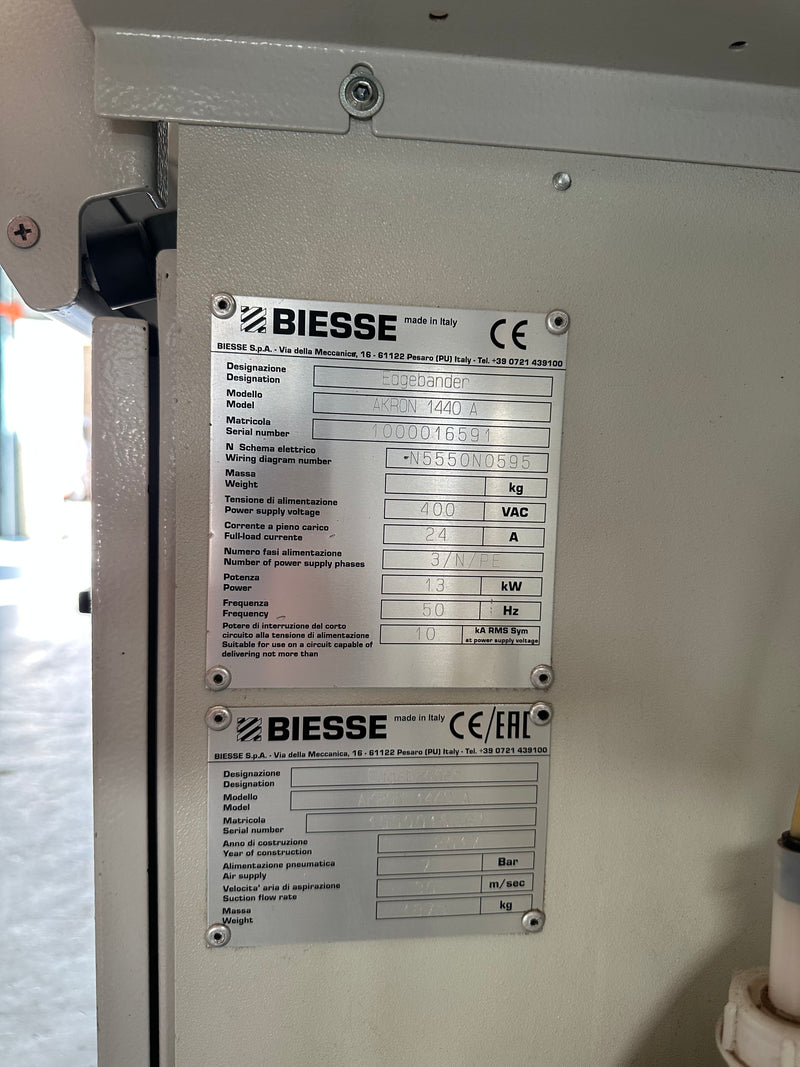 BIESSE made in Italy CE
BIESSE S.p.A. - Via della Meccanica, 16 - 61122 Pesaro (PU) Italy - Tel. +39 0721 439100
Designazione
Designation
Edgebander
Modello
Model
AKRON 1440 A
Matricola
Serial number
1000016591
N Schema elettrico
Wiring diagram number
N5550N0595
Massa
Weight
kg
Tensione di alimentazione
Power supply voltage
400 VAC
Corrente a pieno carico
Full-load current
24 A
Numero fasi alimentazione
Number of power supply phases
3/N/PE
Potenza
Power
13 kW
Frequenza
Frequency
50 Hz
Potere di interruzione del corto
circuito alla tensione di alimentazione
Suitable for use on a circuit capable of
delivering not more than
10 kA RMS Sym
at power supply voltage
BIESSE made in Italy CE/EAC
BIESSE S.p.A. - Via della Meccanica, 16 - 61122 Pesaro (PU) Italy - Tel. +39 0721 439100
Designazione
Designation
Modello
Model
AKRON 1440 A
Matricola
Serial number
Anno di costruzione
Year of construction
2017
Alimentazione pneumatica
Air supply
7 Bar
Velocita' aria di aspirazione
Suction flow rate
30 m/sec
Massa
Weight
kg